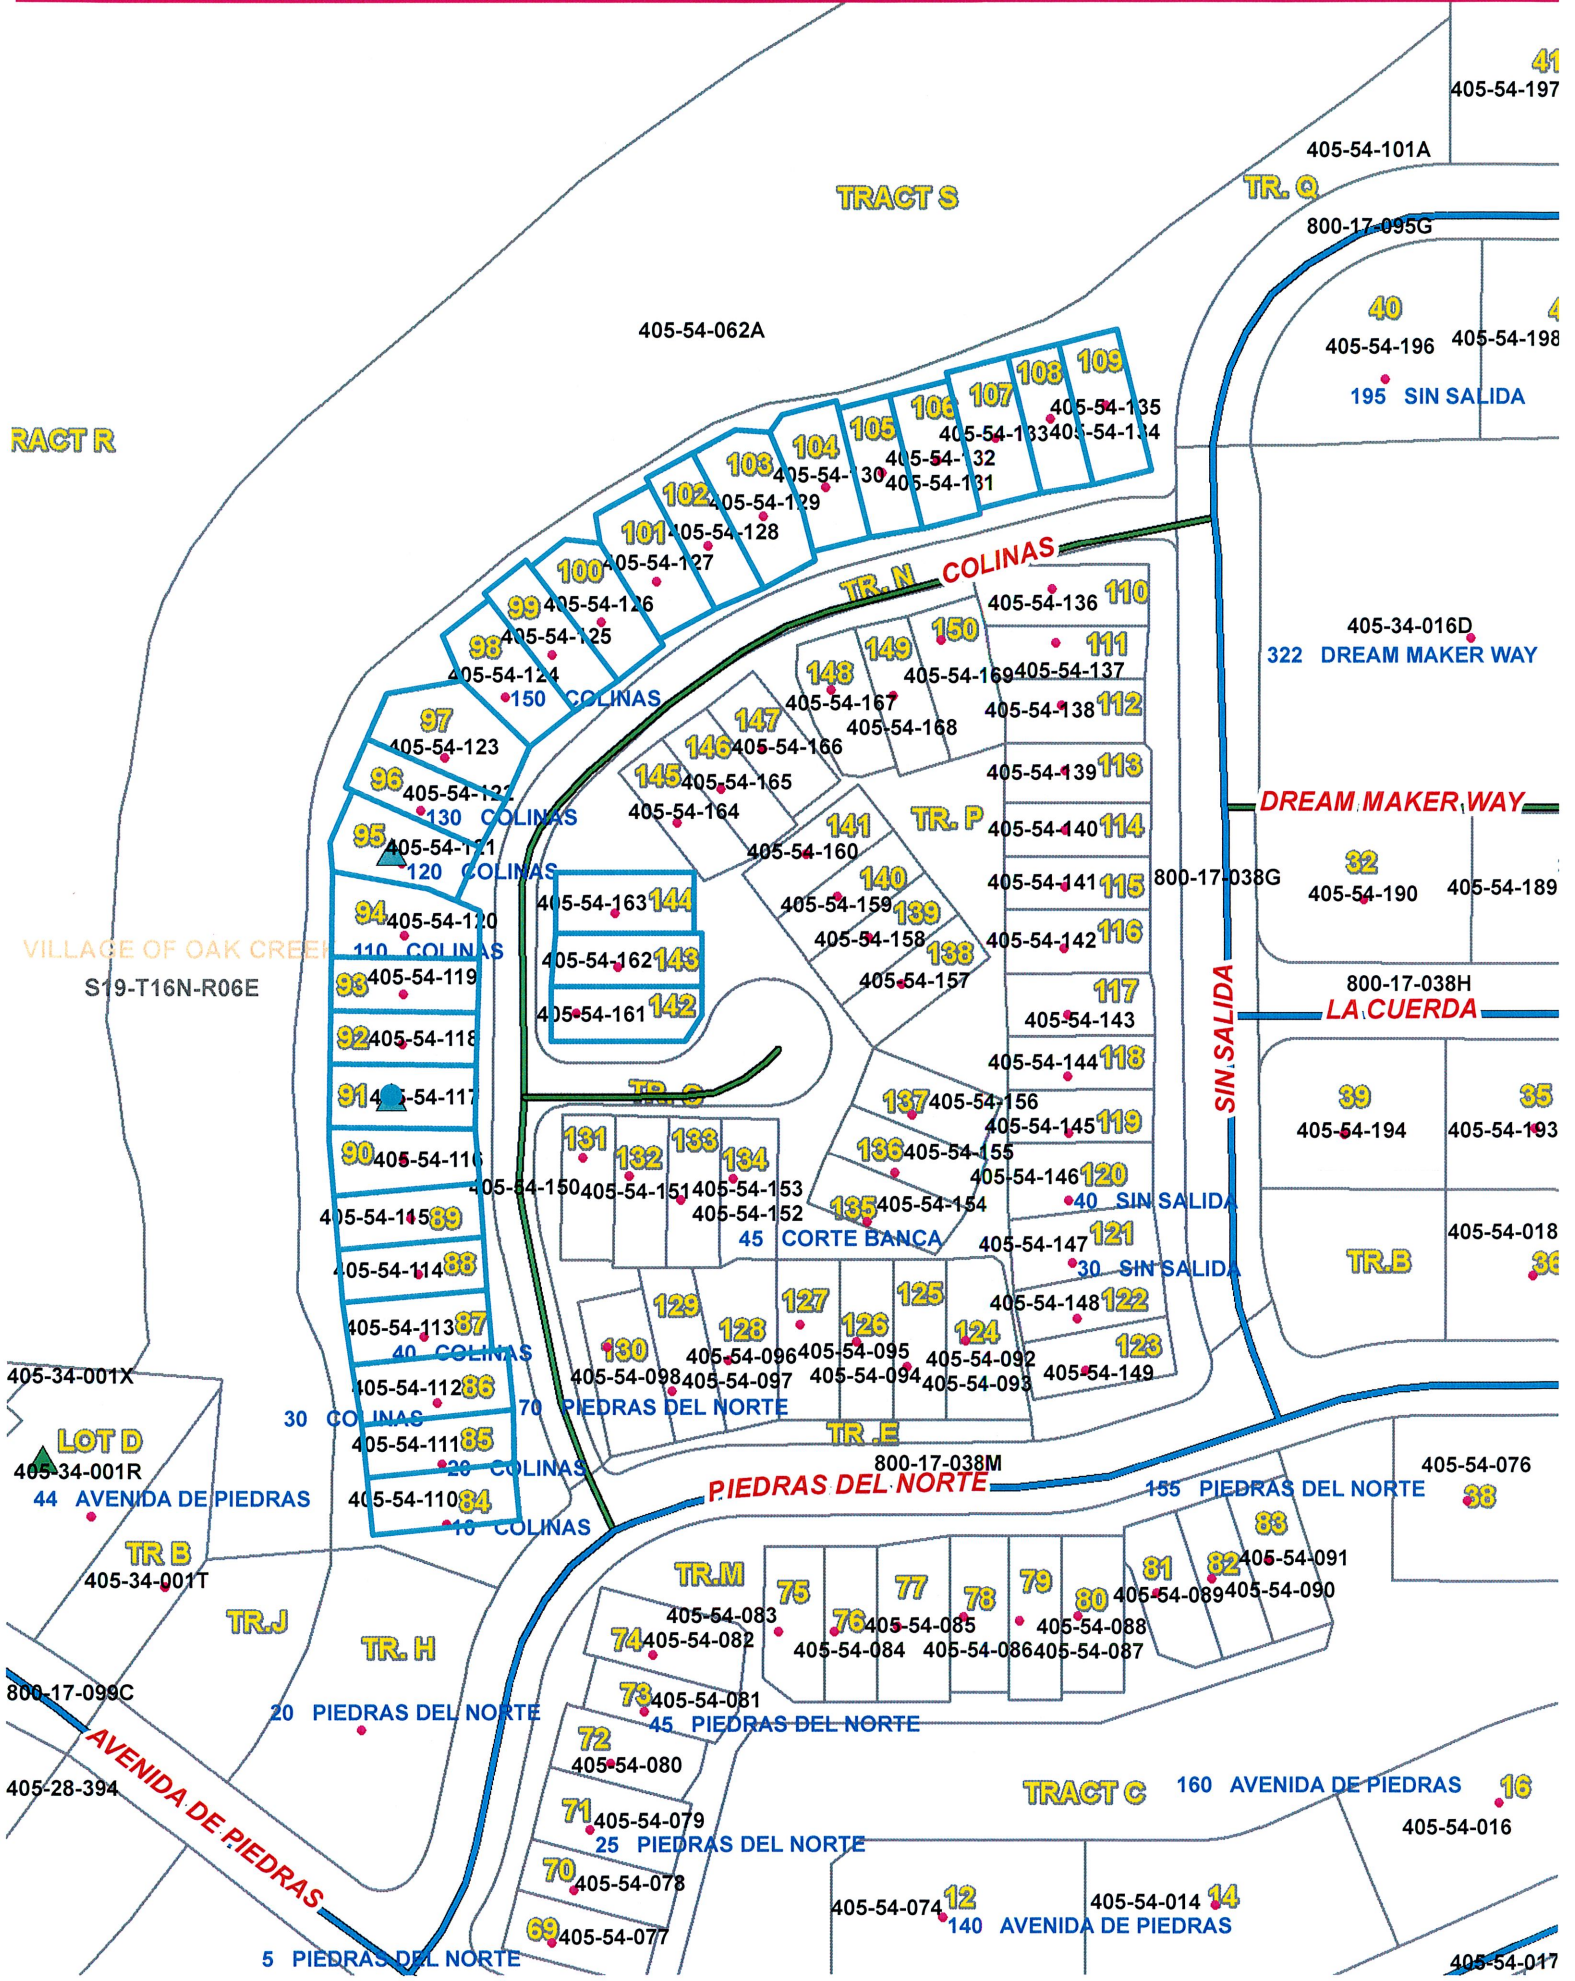 41
405-54-197
405-54-101A
TR. Q
TRACT S
800-17-095G
40
405-54-196
405-54-198
195 SIN SALIDA
405-54-062A
RACT R
109
108
107
106
105
104
103
102
101
100
99
98
97
96
95
94
93
92
91
90
89
88
87
86
85
84
405-54-135
405-54-134
405-54-133
405-54-132
405-54-131
405-54-130
405-54-129
405-54-128
405-54-127
405-54-126
405-54-125
405-54-124
150 COLINAS
405-54-123
405-54-122
130 COLINAS
405-54-121
120 COLINAS
405-54-120
110 COLINAS
405-54-119
405-54-118
405-54-117
405-54-116
405-54-115
405-54-114
405-54-113
40 COLINAS
405-54-112
30 COLINAS
405-54-111
20 COLINAS
405-54-110
10 COLINAS
VILLAGE OF OAK CREEK
S19-T16N-R06E
COLINAS
TR. N
405-54-136 110
111
405-54-137
405-54-138 112
405-54-139 113
405-54-140 114
405-54-141 115
405-54-142 116
117
405-54-143
405-54-144 118
405-54-145 119
405-54-146 120
40 SIN SALIDA
405-54-147 121
30 SIN SALIDA
405-54-148 122
123
405-54-149
150
149
148
405-54-169
405-54-167
405-54-168
147
146 405-54-166
145 405-54-165
405-54-164
TR. P
141
405-54-160
140
405-54-159 139
405-54-158 138
405-54-157
405-54-163 144
405-54-162 143
405-54-161 142
137 405-54-156
136 405-54-155
135 405-54-154
45 CORTE BANCA
131
132
133
134
405-54-150
405-54-151
405-54-153
405-54-152
130
129
128
127
126
125
124
405-54-098
405-54-097
405-54-096
405-54-095
405-54-094
405-54-092
405-54-093
70 PIEDRAS DEL NORTE
TR .E
800-17-038M
PIEDRAS DEL NORTE
405-34-016D
322 DREAM MAKER WAY
DREAM MAKER WAY
800-17-038G
32
405-54-190
405-54-189
800-17-038H
LA CUERDA
SIN SALIDA
39
405-54-194
35
405-54-193
TR.B
405-54-018
36
405-54-076
38
155 PIEDRAS DEL NORTE
405-34-001X
LOT D
405-34-001R
44 AVENIDA DE PIEDRAS
TR B
405-34-001T
TR.J
TR. H
20 PIEDRAS DEL NORTE
800-17-099C
AVENIDA DE PIEDRAS
405-28-394
5 PIEDRAS DEL NORTE
TR.M
405-54-083
74 405-54-082
73 405-54-081
45 PIEDRAS DEL NORTE
72
405-54-080
71 405-54-079
25 PIEDRAS DEL NORTE
70
405-54-078
69 405-54-077
75
76
77
78
79
80
81
82
83
405-54-084
405-54-085
405-54-086
405-54-088
405-54-087
405-54-089
405-54-091
405-54-090
TRACT C
160 AVENIDA DE PIEDRAS
16
405-54-016
405-54-074 12
140 AVENIDA DE PIEDRAS
405-54-014 14
405-54-017